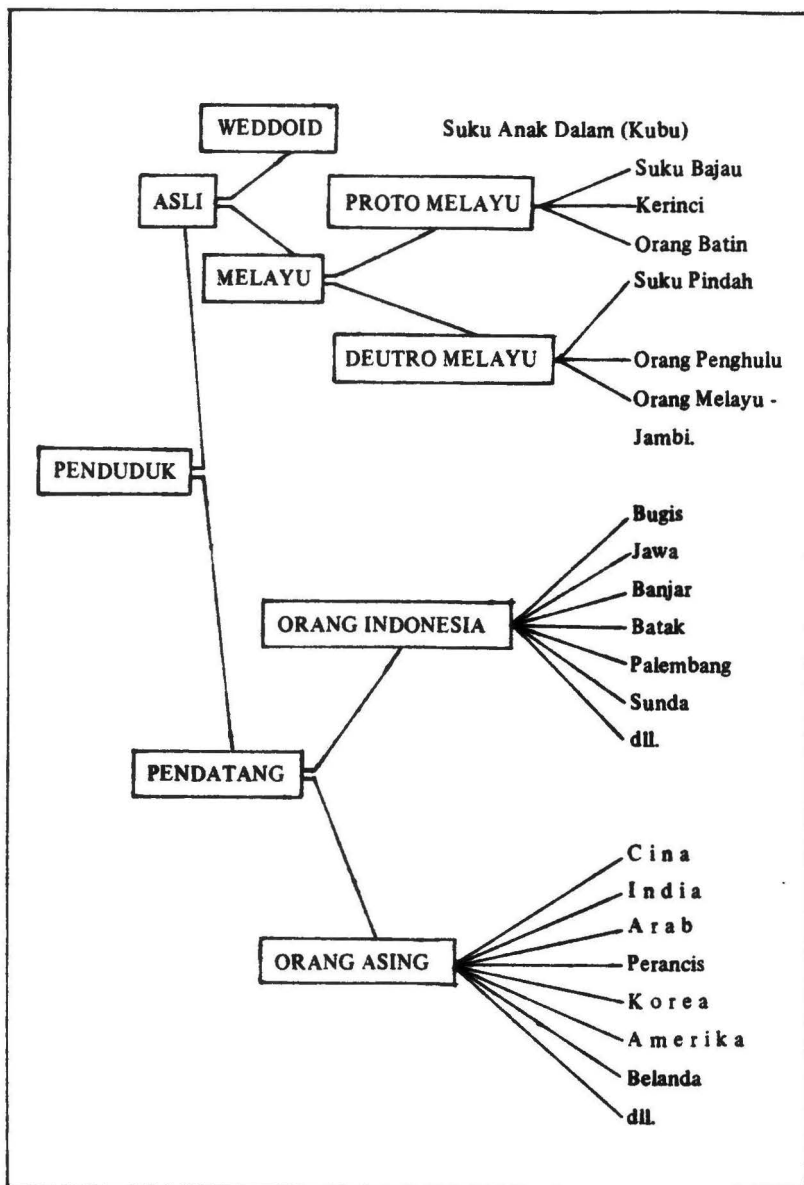 WEDDOID
Suku Anak Dalam (Kubu)
Suku Bajau
ASLI
PROTO MELAYU
Kerinci
Orang Batin
MELAYU
Suku Pindah
DEUTRO MELAYU
Orang Penghulu
Orang Melayu -
Jambi.
PENDUDUK
Bugis
Jawa
Banjar
ORANG INDONESIA
Batak
Palembang
Sunda
dll.
PENDATANG
Cina
India
Arab
ORANG ASING
Perancis
Korea
Amerika
Belanda
dll.